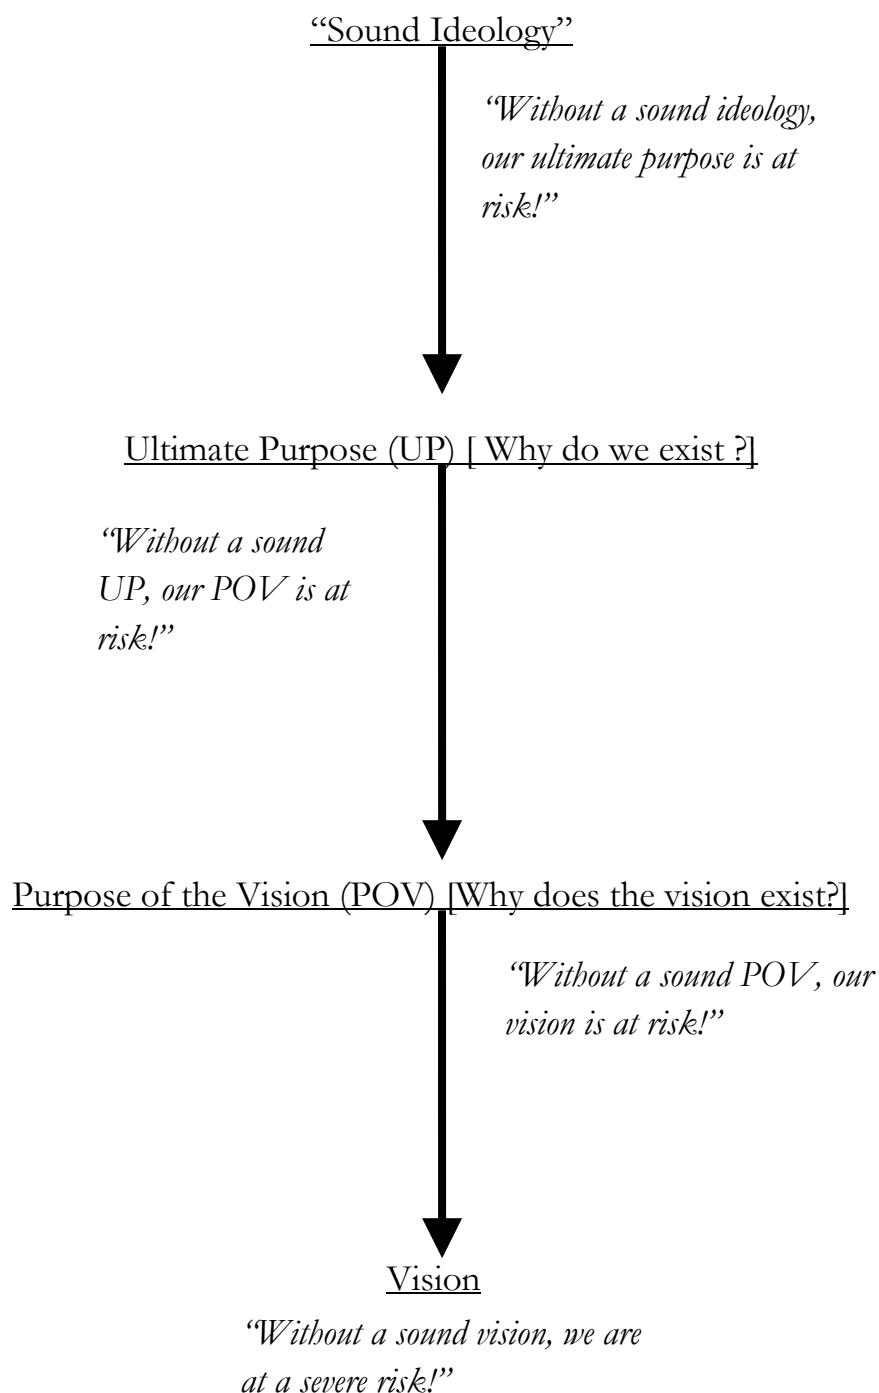 “Sound Ideology”
“Without a sound ideology,
our ultimate purpose is at
risk!”
Ultimate Purpose (UP) [ Why do we exist ?]
“Without a sound
UP, our POV is at
risk!”
Purpose of the Vision (POV) [Why does the vision exist?]
“Without a sound POV, our
vision is at risk!”
Vision
“Without a sound vision, we are
at a severe risk!”